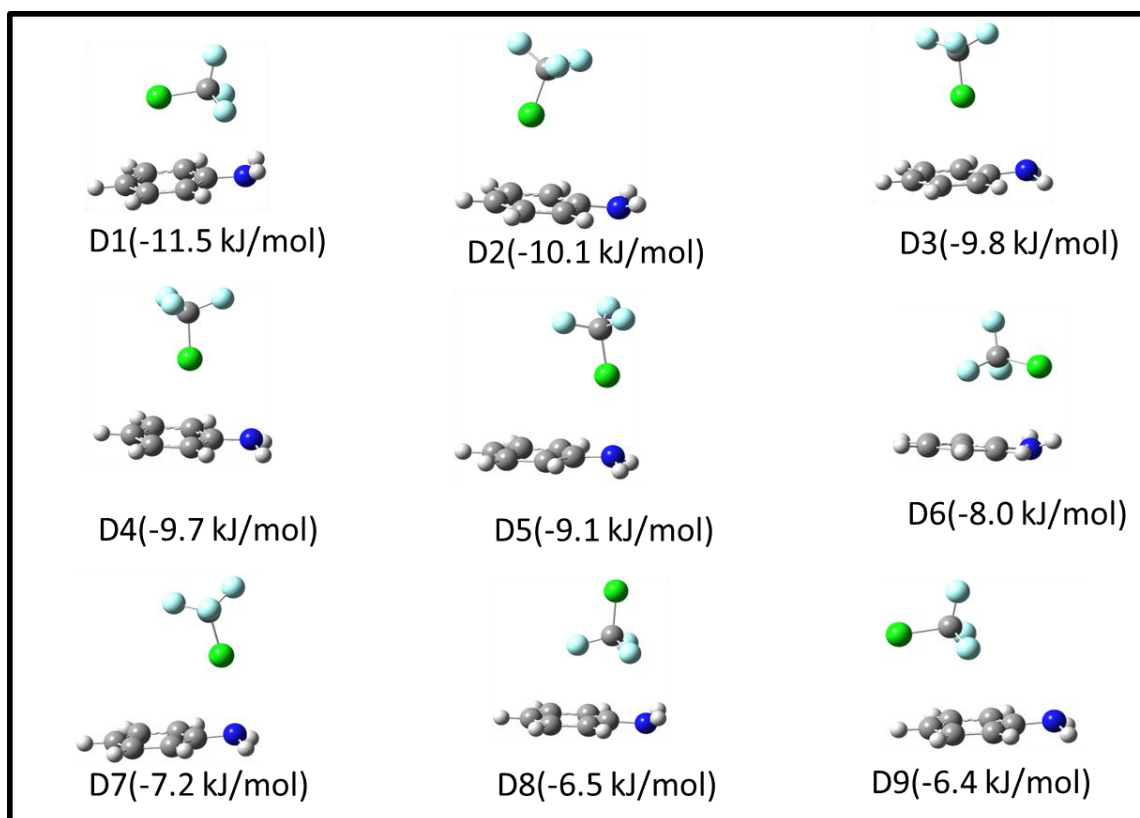 D1(-11.5 kJ/mol)
D2(-10.1 kJ/mol)
D3(-9.8 kJ/mol)
D4(-9.7 kJ/mol)
D5(-9.1 kJ/mol)
D6(-8.0 kJ/mol)
D7(-7.2 kJ/mol)
D8(-6.5 kJ/mol)
D9(-6.4 kJ/mol)